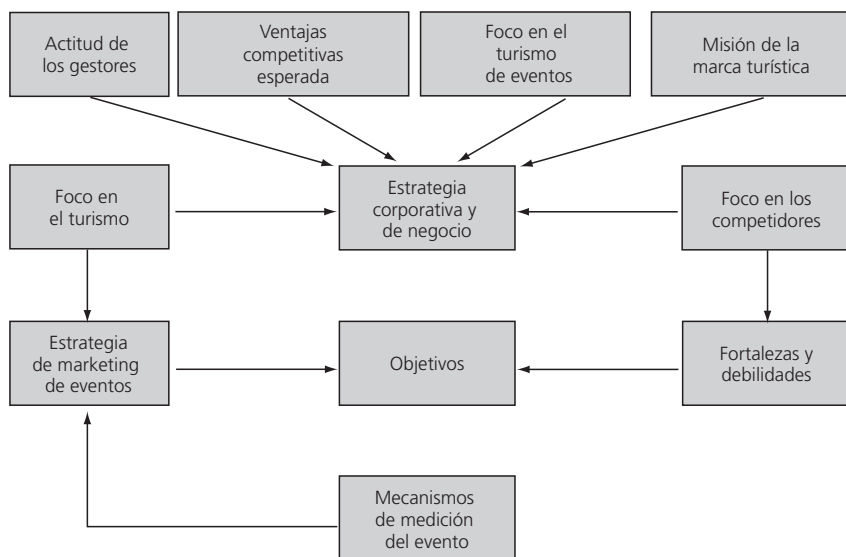 Actitud de
los gestores
Ventajas
competitivas
esperada
Foco en el
turismo
de eventos
Misión de la
marca turística
Foco en
el turismo
Estrategia
corporativa y
de negocio
Foco en los
competidores
Estrategia
de marketing
de eventos
Objetivos
Fortalezas y
debilidades
Mecanismos
de medición
del evento